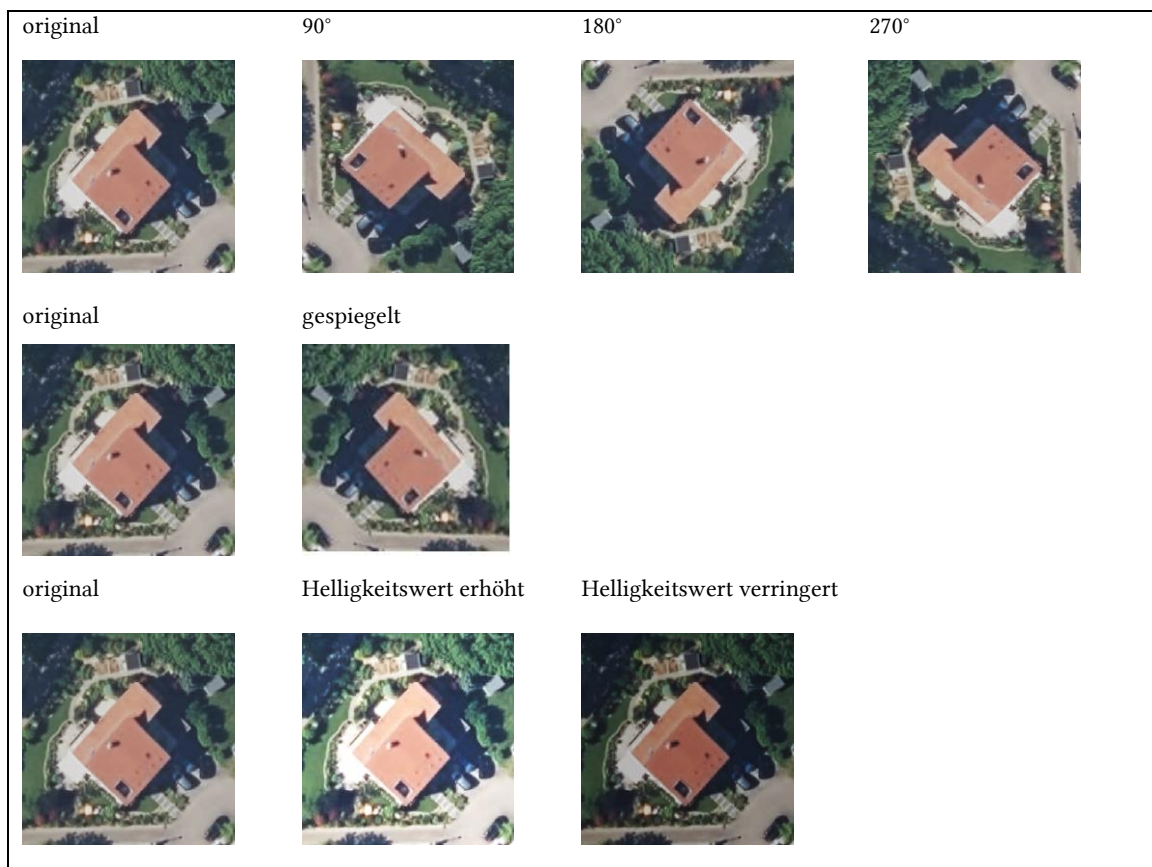 original 90° 180° 270°
original gespiegelt
original Helligkeitswert erhöht Helligkeitswert verringert